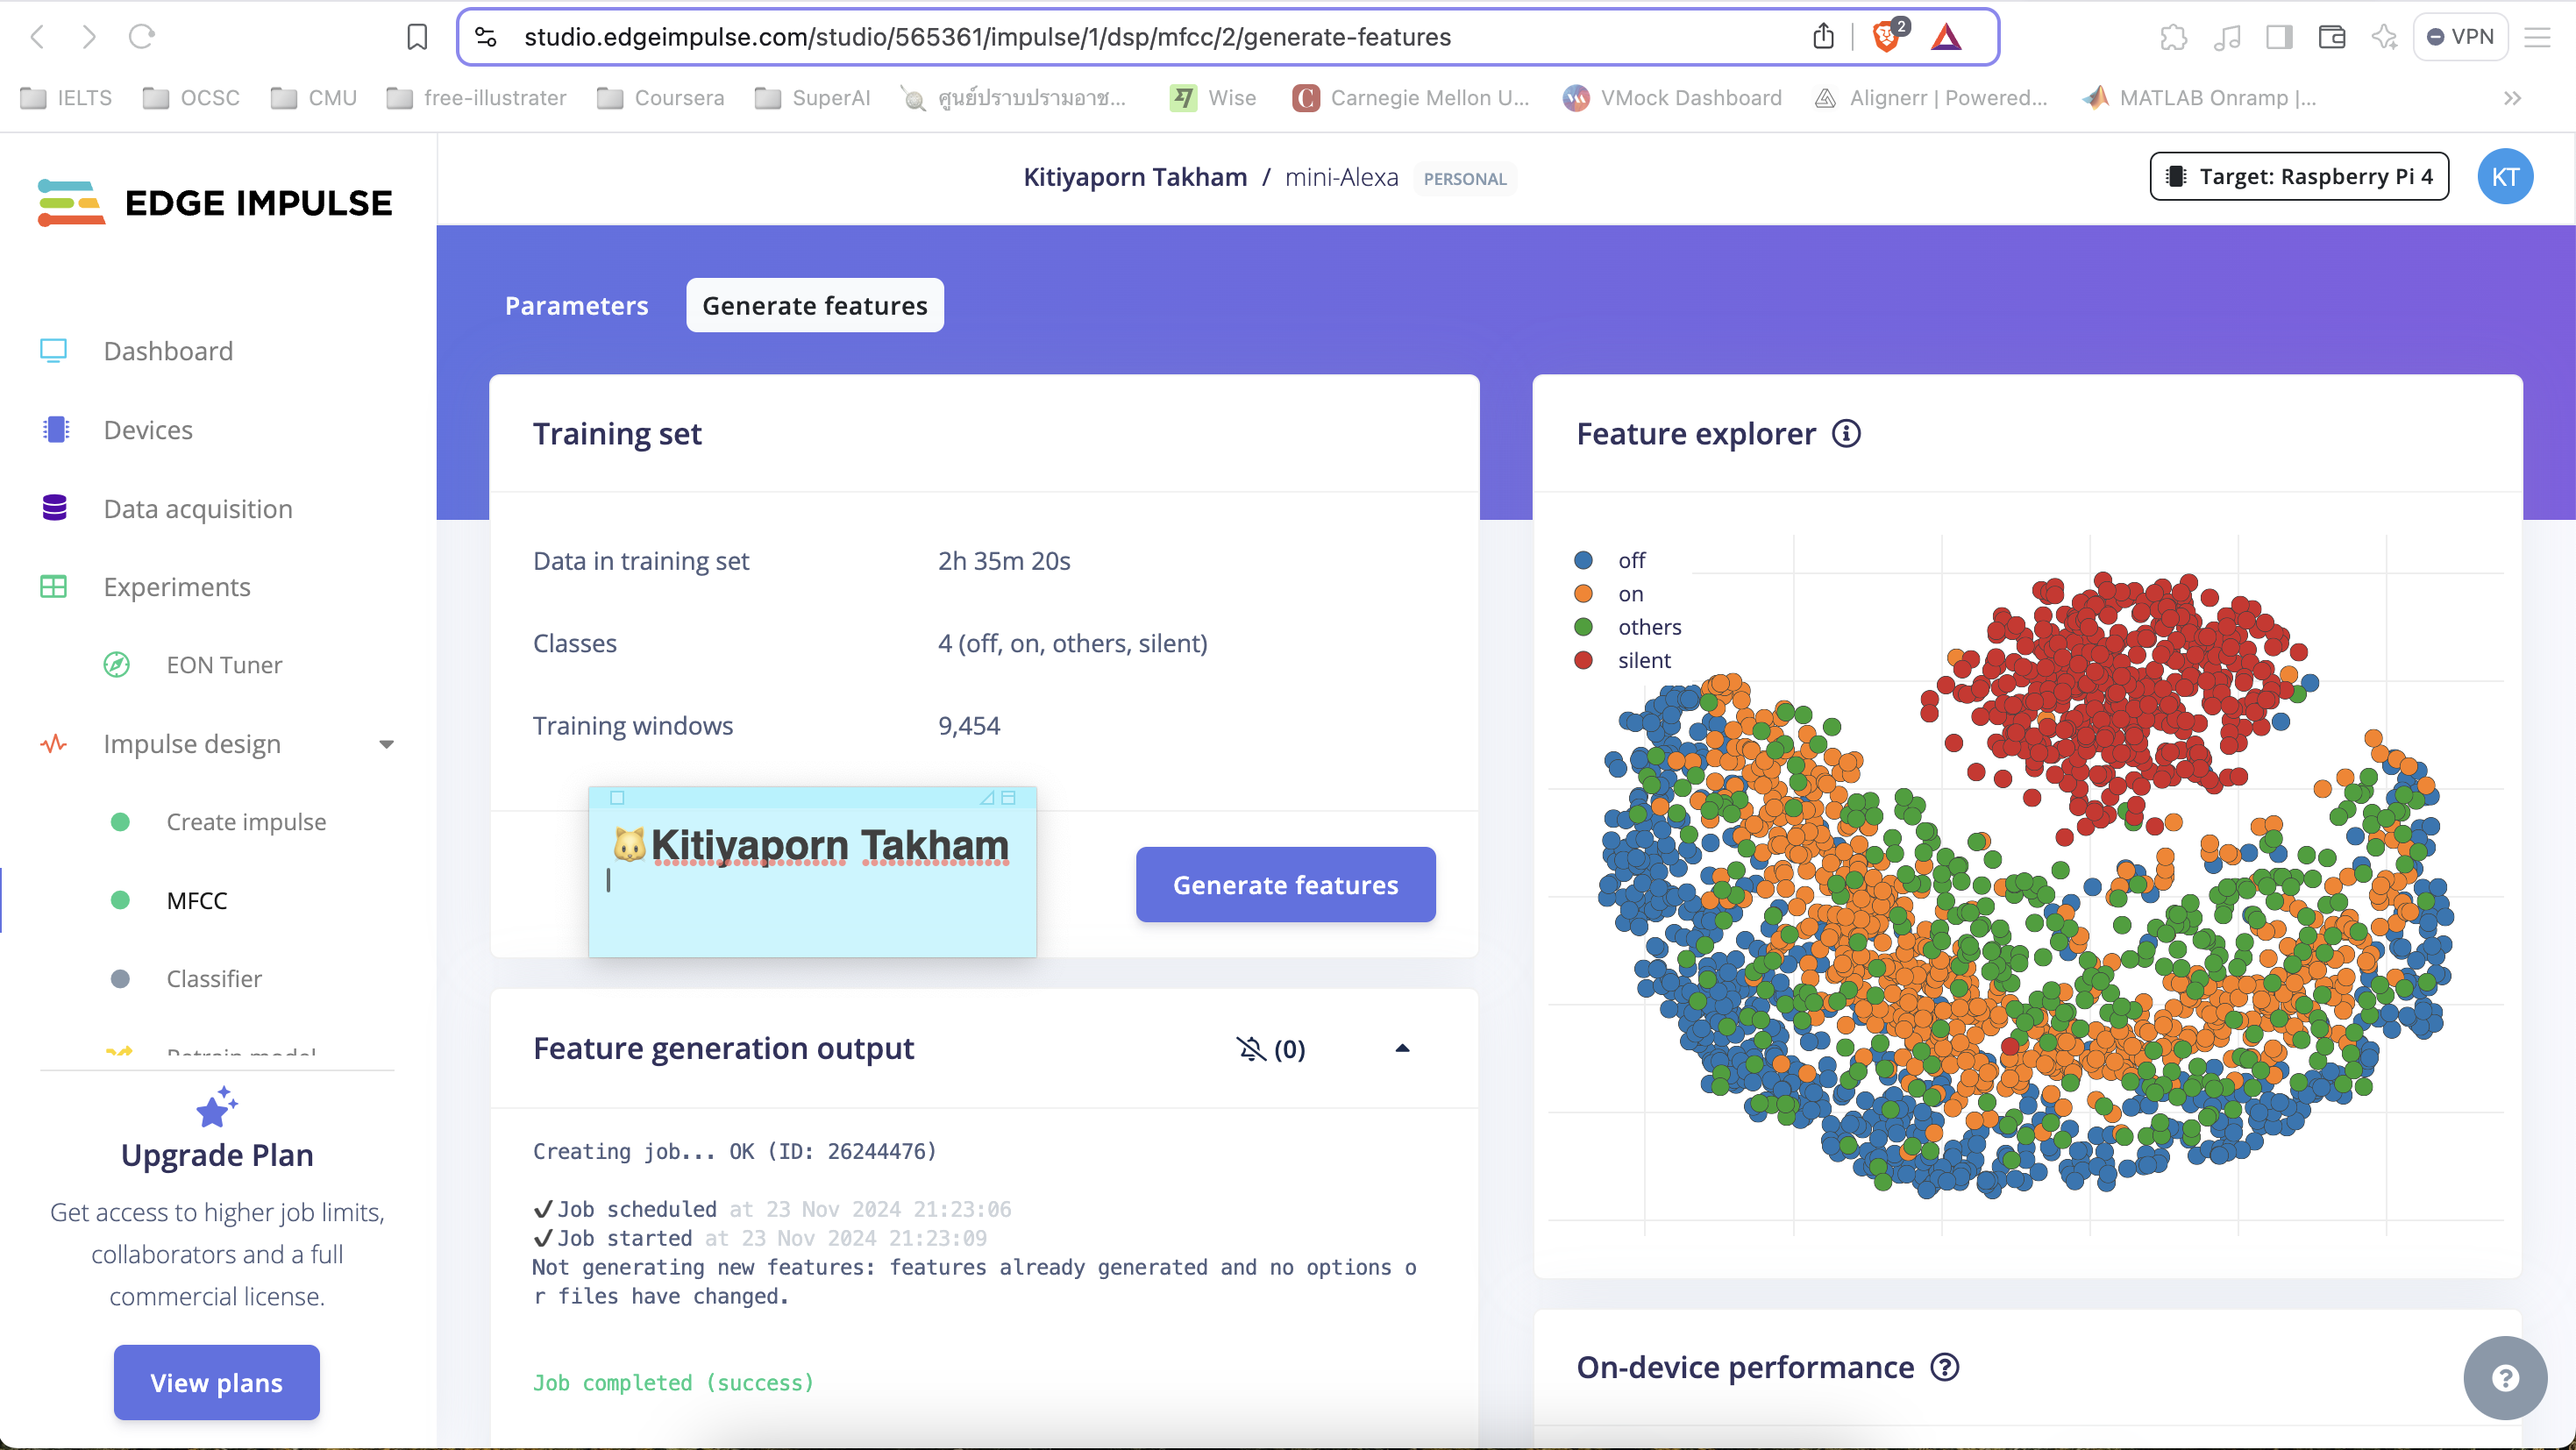 studio.edgeimpulse.com/studio/565361/impulse/1/dsp/mfcc/2/generate-features
2
VPN
IELTS
OCSC
CMU
free-illustrater
Coursera
SuperAI
ศูนย์ปราบปรามอาช...
Wise
Carnegie Mellon U...
VMock Dashboard
Alignerr | Powered...
MATLAB Onramp |...
EDGE IMPULSE
Kitiyaporn Takham / mini-Alexa PERSONAL
Target: Raspberry Pi 4
KT
Dashboard
Devices
Data acquisition
Experiments
EON Tuner
Impulse design
Create impulse
MFCC
Classifier
Retrain model
Upgrade Plan
Get access to higher job limits,
collaborators and a full
commercial license.
View plans
Parameters
Generate features
Training set
Data in training set 2h 35m 20s
Classes 4 (off, on, others, silent)
Training windows 9,454
🐱Kitiyaporn Takham
Generate features
Feature generation output (0)
Creating job... OK (ID: 26244476)
✔Job scheduled at 23 Nov 2024 21:23:06
✔Job started at 23 Nov 2024 21:23:09
Not generating new features: features already generated and no options o
r files have changed.
Job completed (success)
Feature explorer
off
on
others
silent
On-device performance ?
?